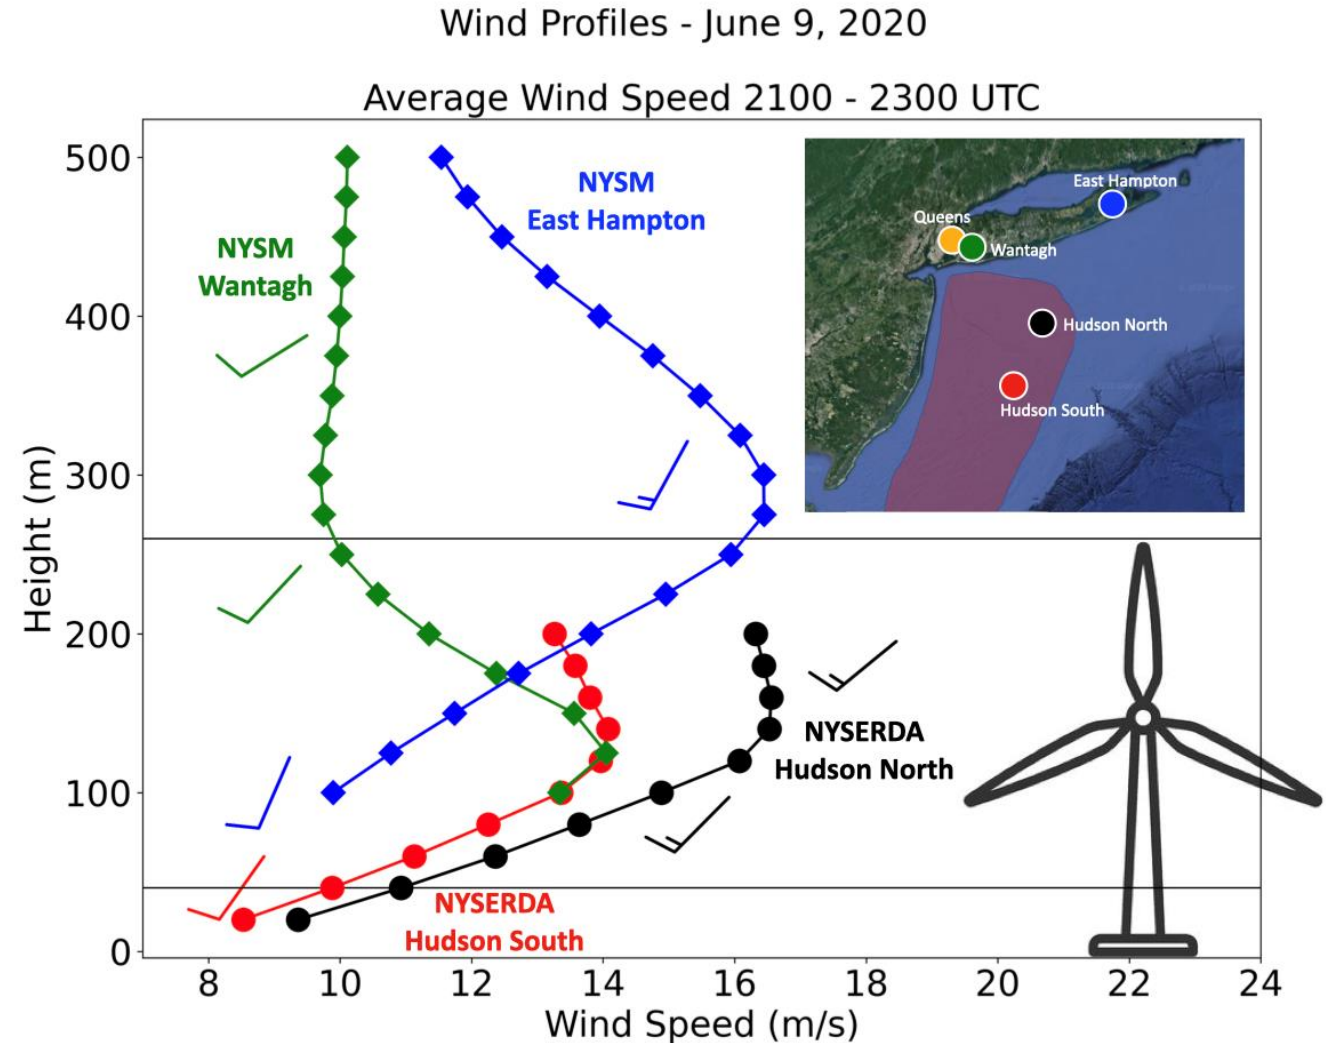 Wind Profiles - June 9, 2020
Average Wind Speed 2100 - 2300 UTC
Height (m)
500
400
300
200
100
0
NYSM
Wantagh
NYSM
East Hampton
East Hampton
Queens
Wantagh
Hudson North
Hudson South
NYSERDA
Hudson North
NYSERDA
Hudson South
8 10 12 14 16 18 20 22 24
Wind Speed (m/s)